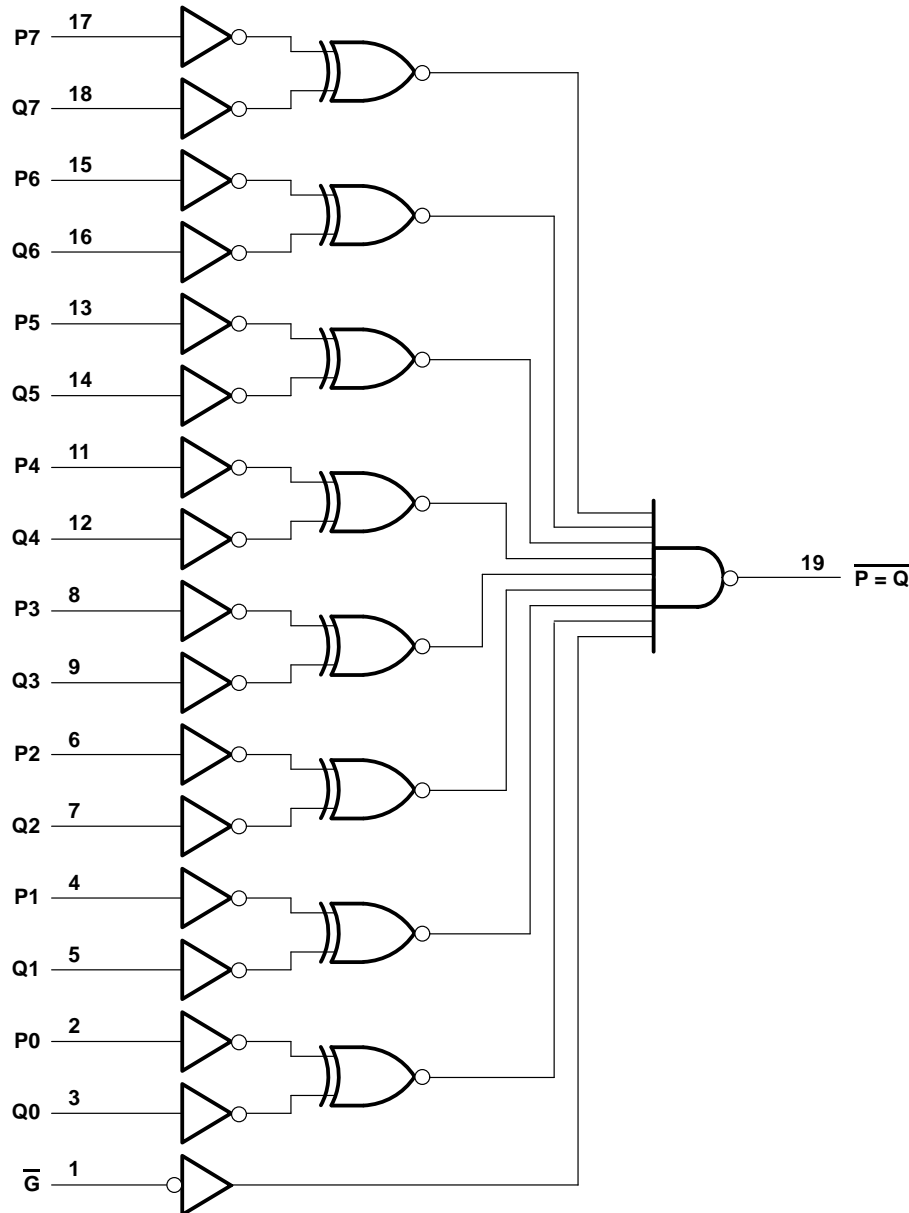 P7 17
Q7 18
P6 15
Q6 16
P5 13
Q5 14
P4 11
Q4 12
P3 8
Q3 9
P2 6
Q2 7
P1 4
Q1 5
P0 2
Q0 3
G̅ 1
19 P̅ ̅=̅ ̅Q̅